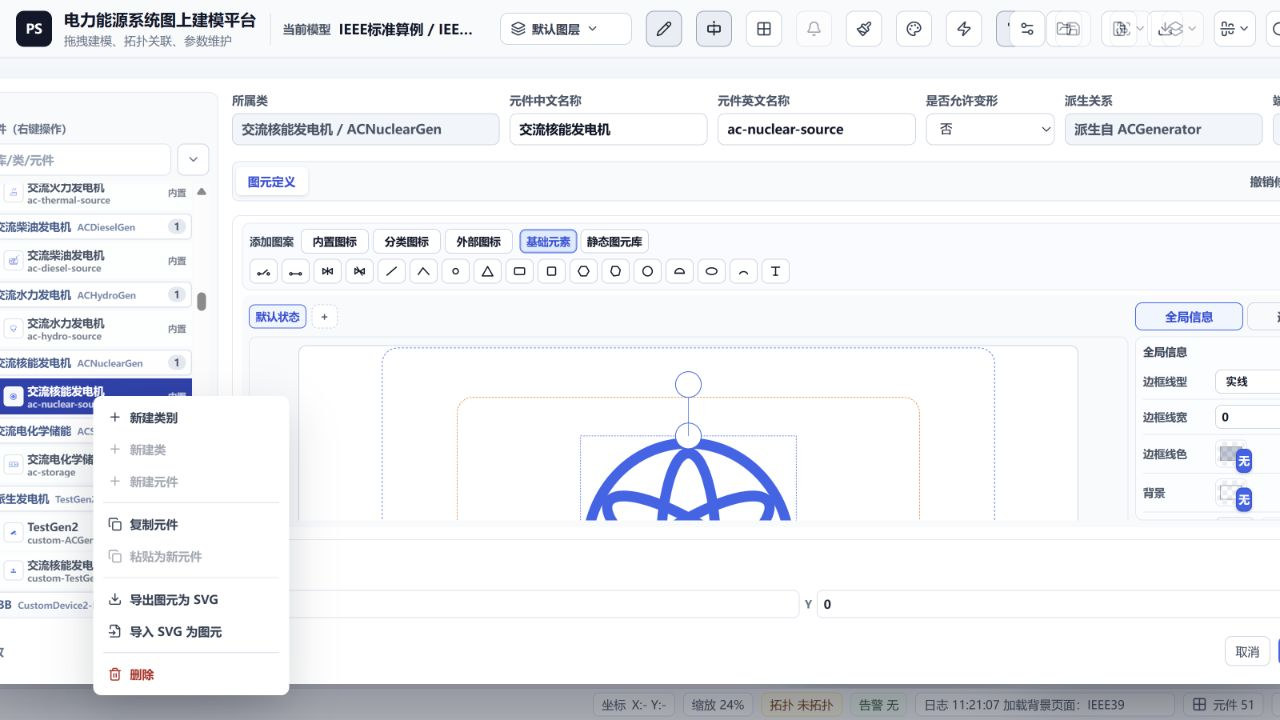 PS
电力能源系统图上建模平台
拖拽建模、拓扑关联、参数维护
当前模型 IEEE标准算例 / IEE...
默认图层
件（右键操作）
库/类/元件
交流火力发电机
ac-thermal-source
内置
交流柴油发电机 ACDieselGen 1
交流柴油发电机
ac-diesel-source
内置
交流水力发电机 ACHydroGen 1
交流水力发电机
ac-hydro-source
内置
交流核能发电机 ACNuclearGen 1
交流核能发电机
ac-nuclear-sou
交流电化学储能
交流电化学储
ac-storage
派生发电机 TestGen2
TestGen2
custom-ACGer
交流核能发电
custom-TestGe
BB CustomDevice2-
新建类别
新建类
新建元件
复制元件
粘贴为新元件
导出图元为 SVG
导入 SVG 为图元
删除
所属类
交流核能发电机 / ACNuclearGen
元件中文名称
交流核能发电机
元件英文名称
ac-nuclear-source
是否允许变形
否
派生关系
派生自 ACGenerator
图元定义
撤销
添加图案 内置图标 分类图标 外部图标 基础元素 静态图元库
T
默认状态 +
全局信息
全局信息
边框线型 实线
边框线宽 0
边框线色 无
背景 无
Y 0
取消
坐标 X:- Y:- 缩放 24% 拓扑 未拓扑 告警 无 日志 11:21:07 加载背景页面：IEEE39 元件 51